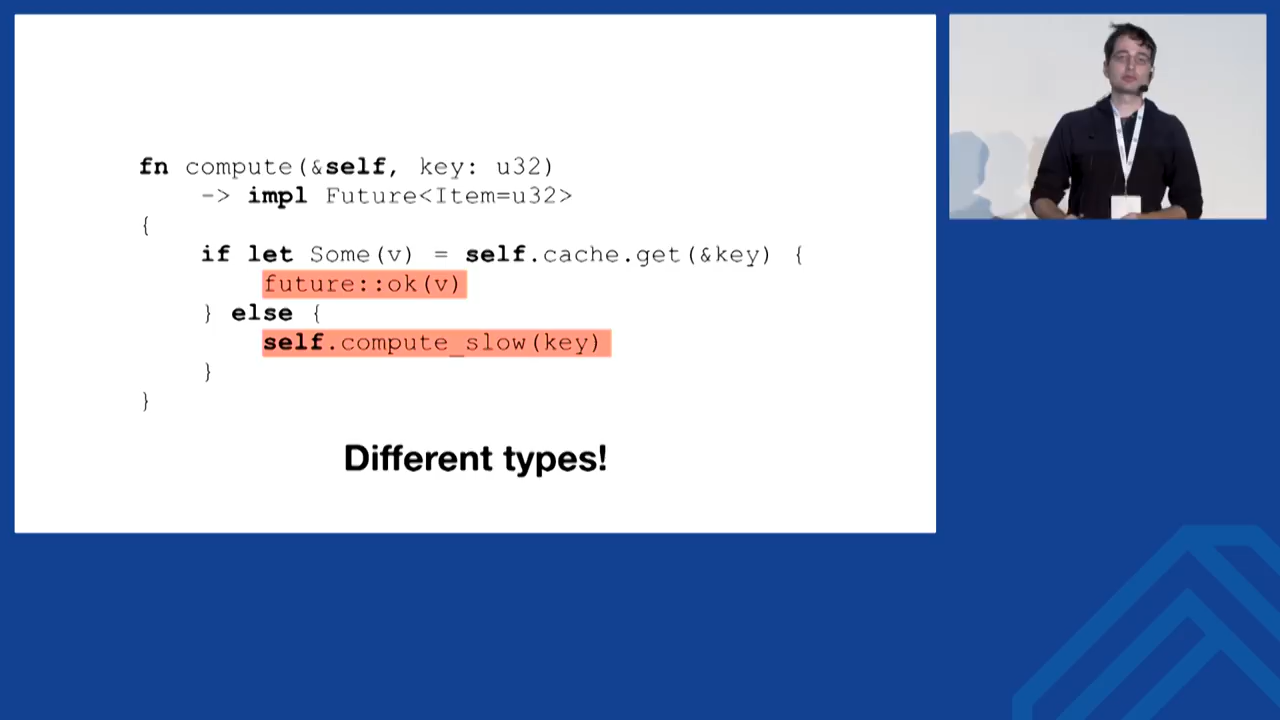 fn compute(&self, key: u32)
    -> impl Future<Item=u32>
{
    if let Some(v) = self.cache.get(&key) {
        future::ok(v)
    } else {
        self.compute_slow(key)
    }
}
Different types!